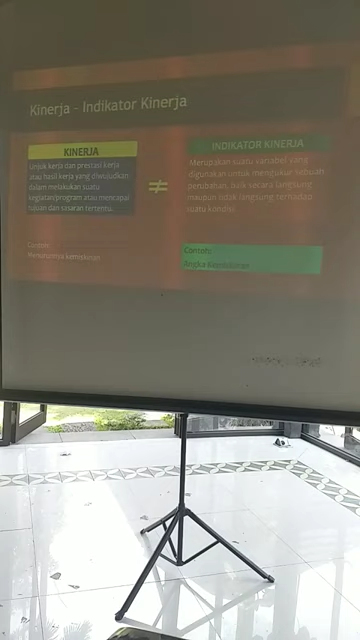 Kinerja - Indikator Kinerja
KINERJA
Unjuk kerja dan prestasi kerja
atau hasil kerja yang diwujudkan
dalam melakukan suatu
kegiatan/program atau mencapai
tujuan dan sasaran tertentu.
≠
INDIKATOR KINERJA
Merupakan suatu variabel yang
digunakan untuk mengukur sebuah
perubahan, baik secara langsung
maupun tidak langsung terhadap
suatu kondisi.
Contoh:
Menurunnya kemiskinan
Contoh:
Angka Kemiskinan